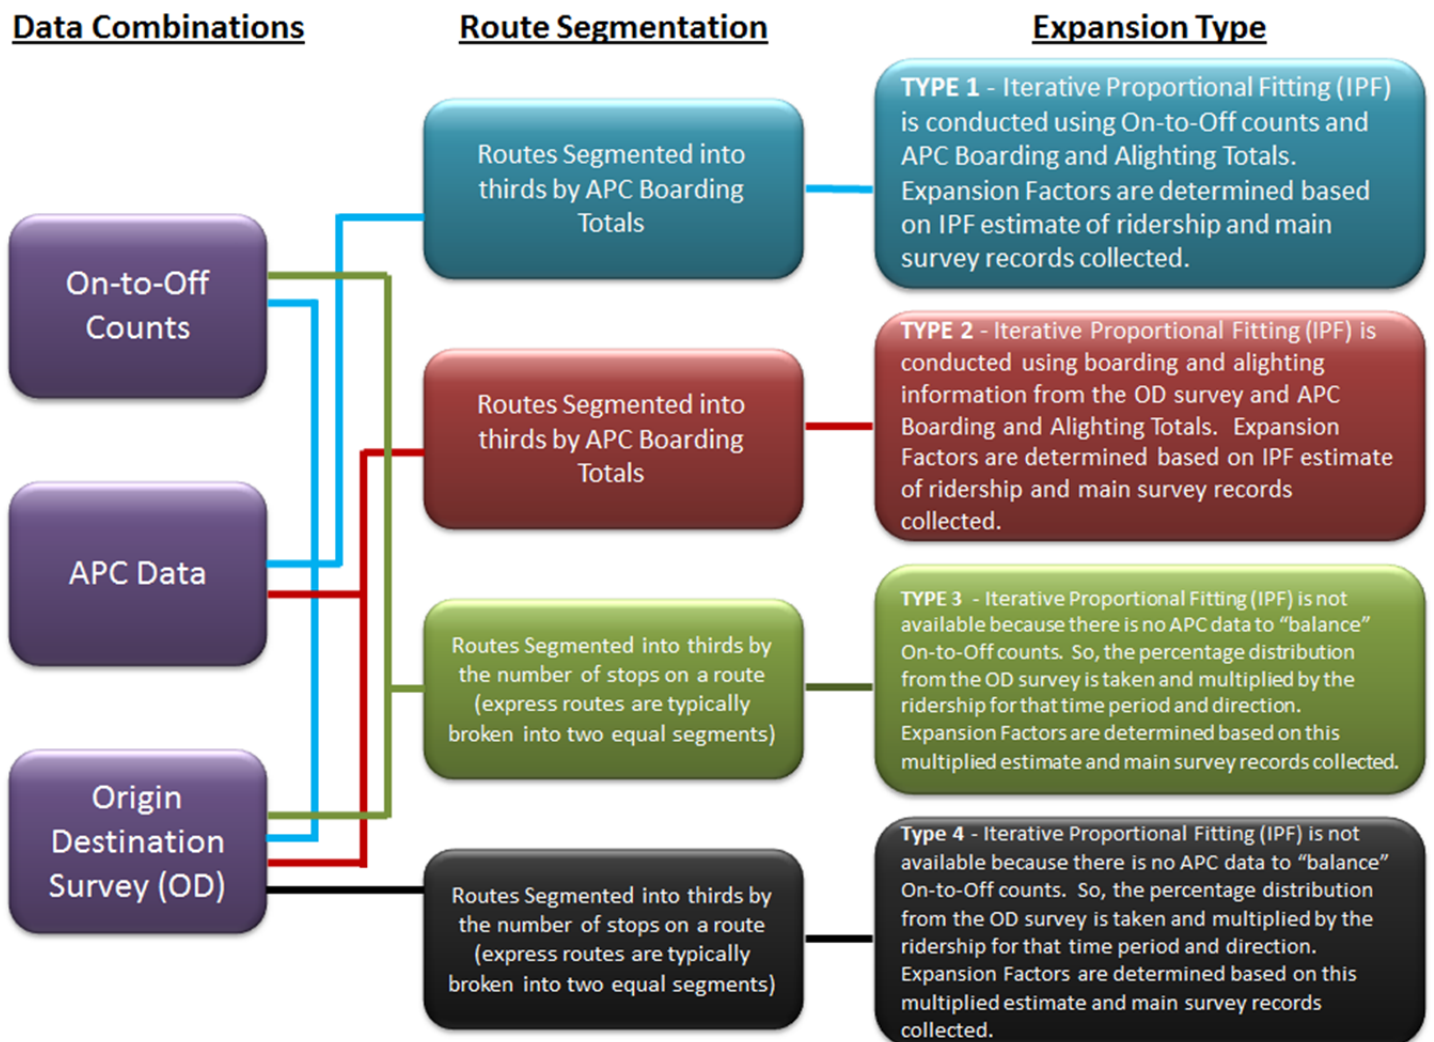 Data Combinations
Route Segmentation
Expansion Type
On-to-Off
Counts
APC Data
Origin
Destination
Survey (OD)
Routes Segmented into
thirds by APC Boarding
Totals
TYPE 1 - Iterative Proportional Fitting (IPF)
is conducted using On-to-Off counts and
APC Boarding and Alighting Totals.
Expansion Factors are determined based
on IPF estimate of ridership and main
survey records collected.
Routes Segmented into
thirds by APC Boarding
Totals
TYPE 2 - Iterative Proportional Fitting (IPF) is
conducted using boarding and alighting
information from the OD survey and APC
Boarding and Alighting Totals.  Expansion
Factors are determined based on IPF estimate
of ridership and main survey records
collected.
Routes Segmented into thirds by
the number of stops on a route
(express routes are typically
broken into two equal segments)
TYPE 3  - Iterative Proportional Fitting (IPF) is not
available because there is no APC data to “balance”
On-to-Off counts.  So, the percentage distribution
from the OD survey is taken and multiplied by the
ridership for that time period and direction.
Expansion Factors are determined based on this
multiplied estimate and main survey records collected.
Routes Segmented into thirds by
the number of stops on a route
(express routes are typically
broken into two equal segments)
Type 4 - Iterative Proportional Fitting (IPF) is not
available because there is no APC data to “balance”
On-to-Off counts.  So, the percentage distribution
from the OD survey is taken and multiplied by the
ridership for that time period and direction.
Expansion Factors are determined based on this
multiplied estimate and main survey records
collected.